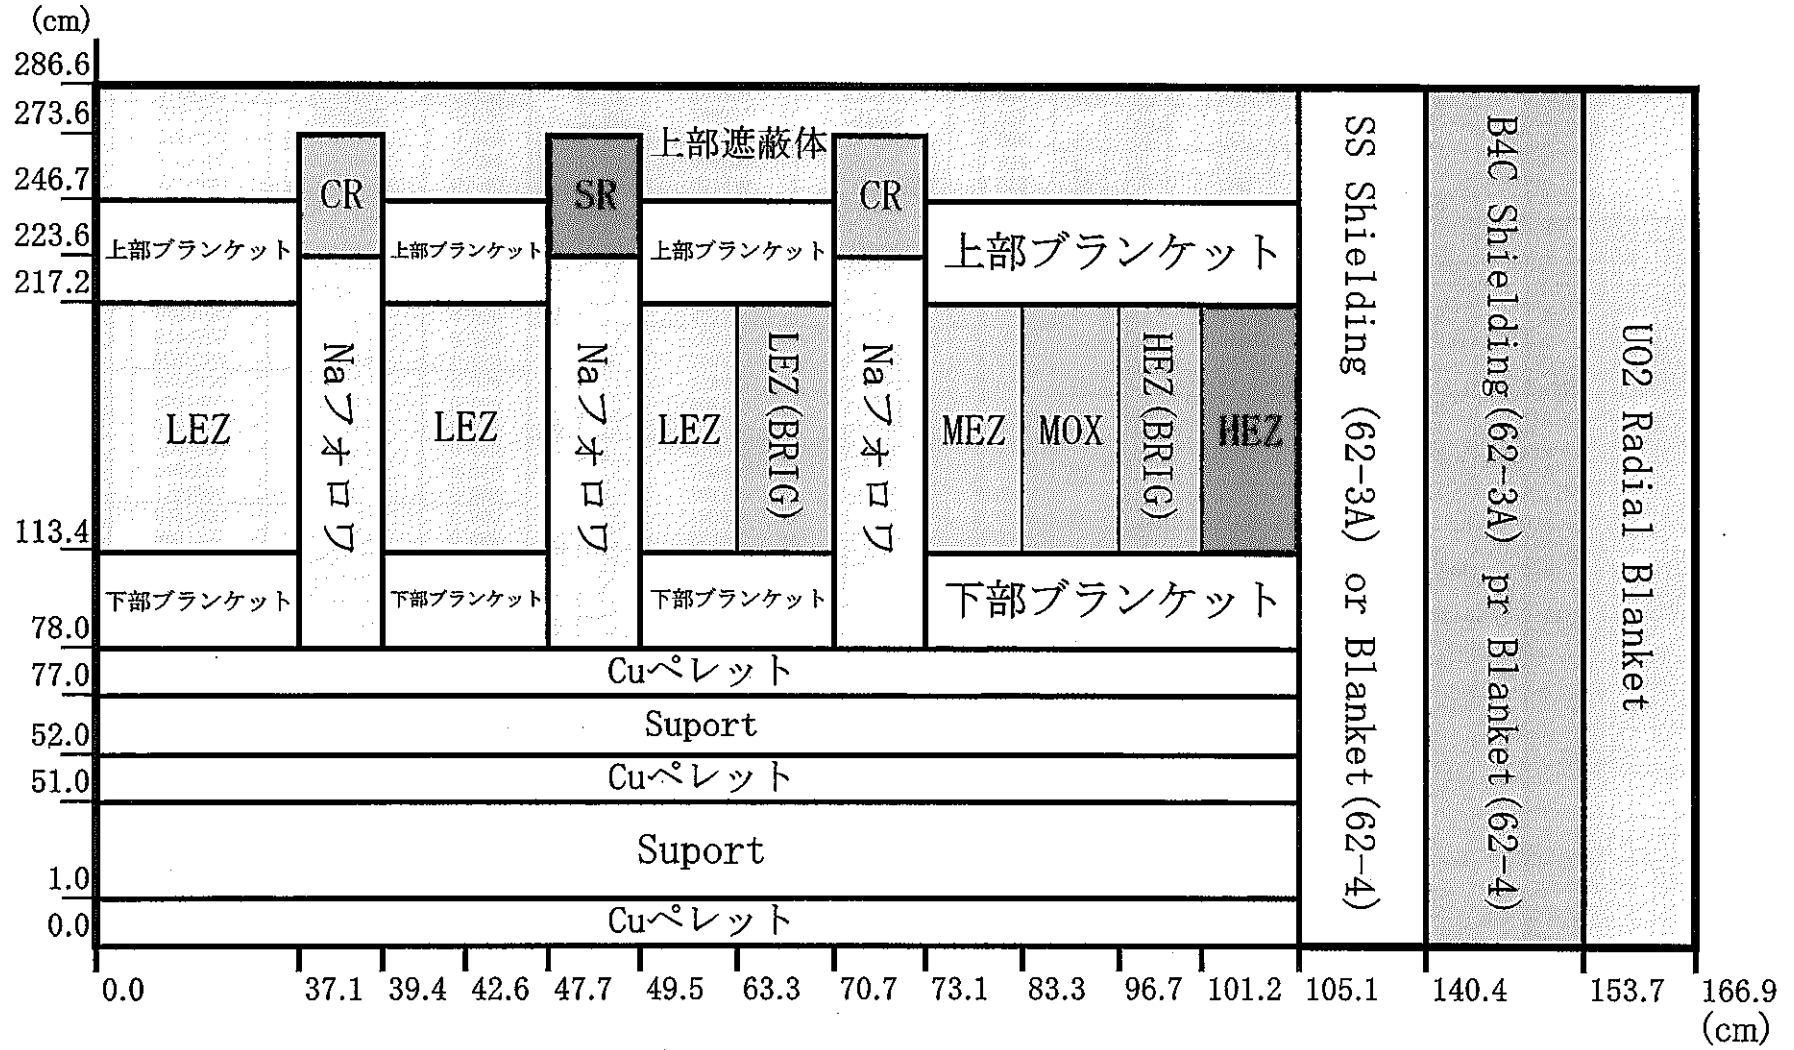 (cm)
286.6
273.6
246.7
223.6
217.2
113.4
78.0
77.0
52.0
51.0
1.0
0.0
上部遮蔽体
CR
SR
CR
上部ブランケット
上部ブランケット
上部ブランケット
上部ブランケット
LEZ
Naフオロワ
LEZ
Naフオロワ
LEZ
LEZ(BRIG)
Naフオロワ
MEZ
MOX
HEZ(BRIG)
HEZ
下部ブランケット
下部ブランケット
下部ブランケット
下部ブランケット
Cuペレット
Suport
Cuペレット
Suport
Cuペレット
SS Shielding (62-3A) or Blanket(62-4)
B4C Shielding(62-3A) pr Blanket(62-4)
UO2 Radial Blanket
0.0 37.1 39.4 42.6 47.7 49.5 63.3 70.7 73.1 83.3 96.7 101.2 105.1 140.4 153.7 166.9
(cm)